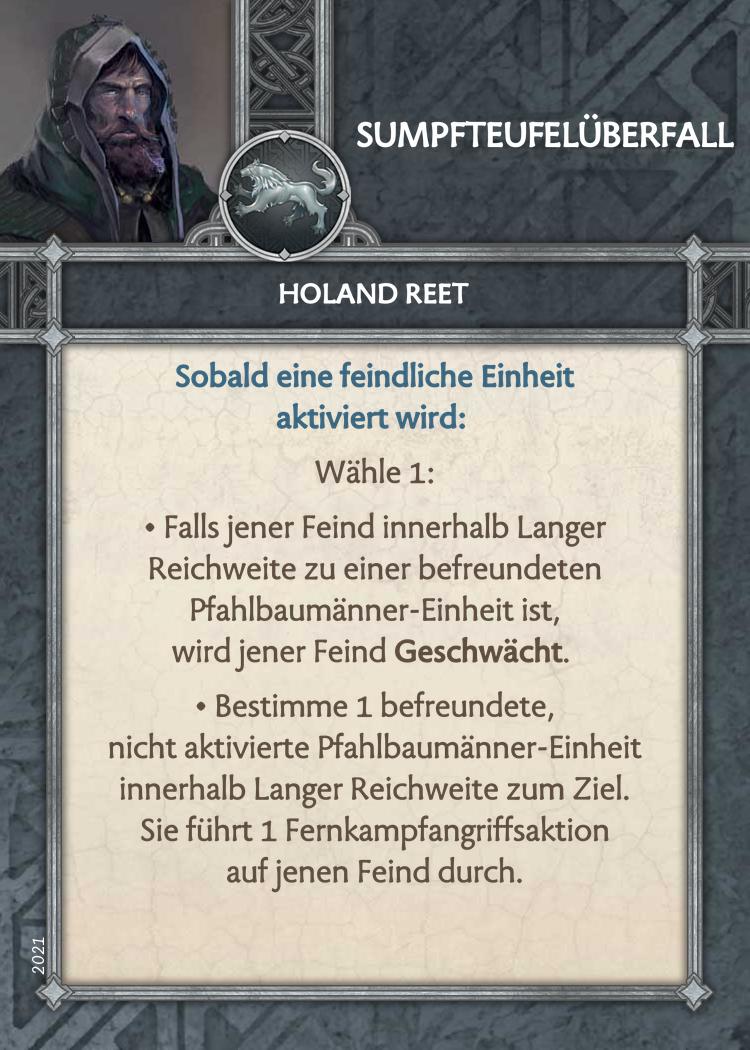 SUMPFTEUFELÜBERFALL
HOLAND REET
Sobald eine feindliche Einheit
aktiviert wird:
Wähle 1:
• Falls jener Feind innerhalb Langer
Reichweite zu einer befreundeten
Pfahlbaumänner-Einheit ist,
wird jener Feind Geschwächt.
• Bestimme 1 befreundete,
nicht aktivierte Pfahlbaumänner-Einheit
innerhalb Langer Reichweite zum Ziel.
Sie führt 1 Fernkampfangriffsaktion
auf jenen Feind durch.
2021